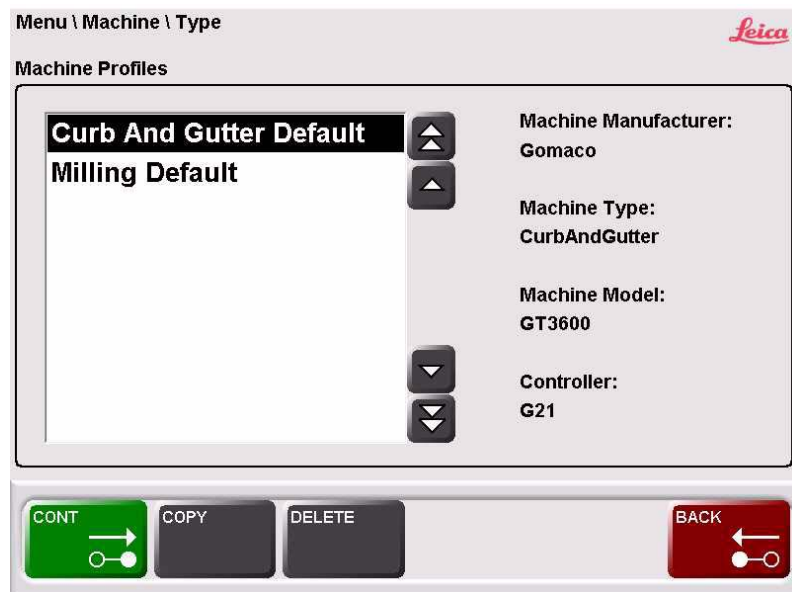 Menu \ Machine \ Type
Leica
Machine Profiles
Curb And Gutter Default
Milling Default
Machine Manufacturer:
Gomaco
Machine Type:
CurbAndGutter
Machine Model:
GT3600
Controller:
G21
CONT
COPY
DELETE
BACK